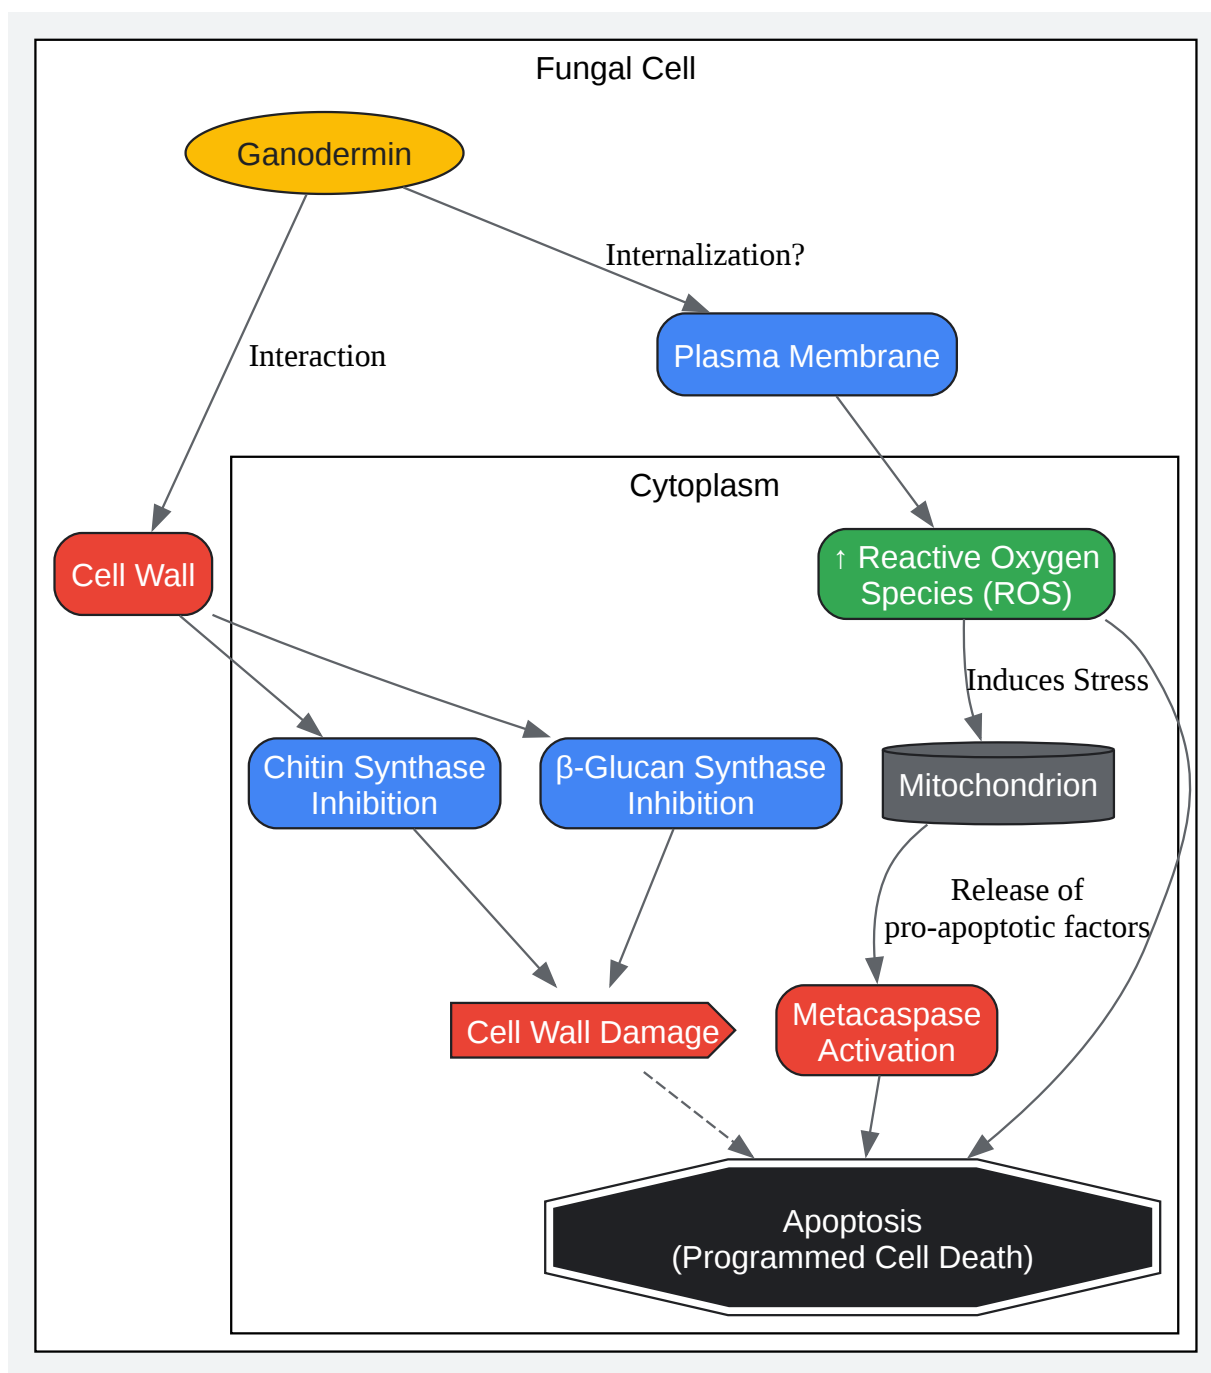 Fungal Cell
Ganodermin
Internalization?
Interaction
Plasma Membrane
Cytoplasm
Cell Wall
↑ Reactive Oxygen
Species (ROS)
Induces Stress
Chitin Synthase
Inhibition
β-Glucan Synthase
Inhibition
Mitochondrion
Release of
pro-apoptotic factors
Cell Wall Damage
Metacaspase
Activation
Apoptosis
(Programmed Cell Death)